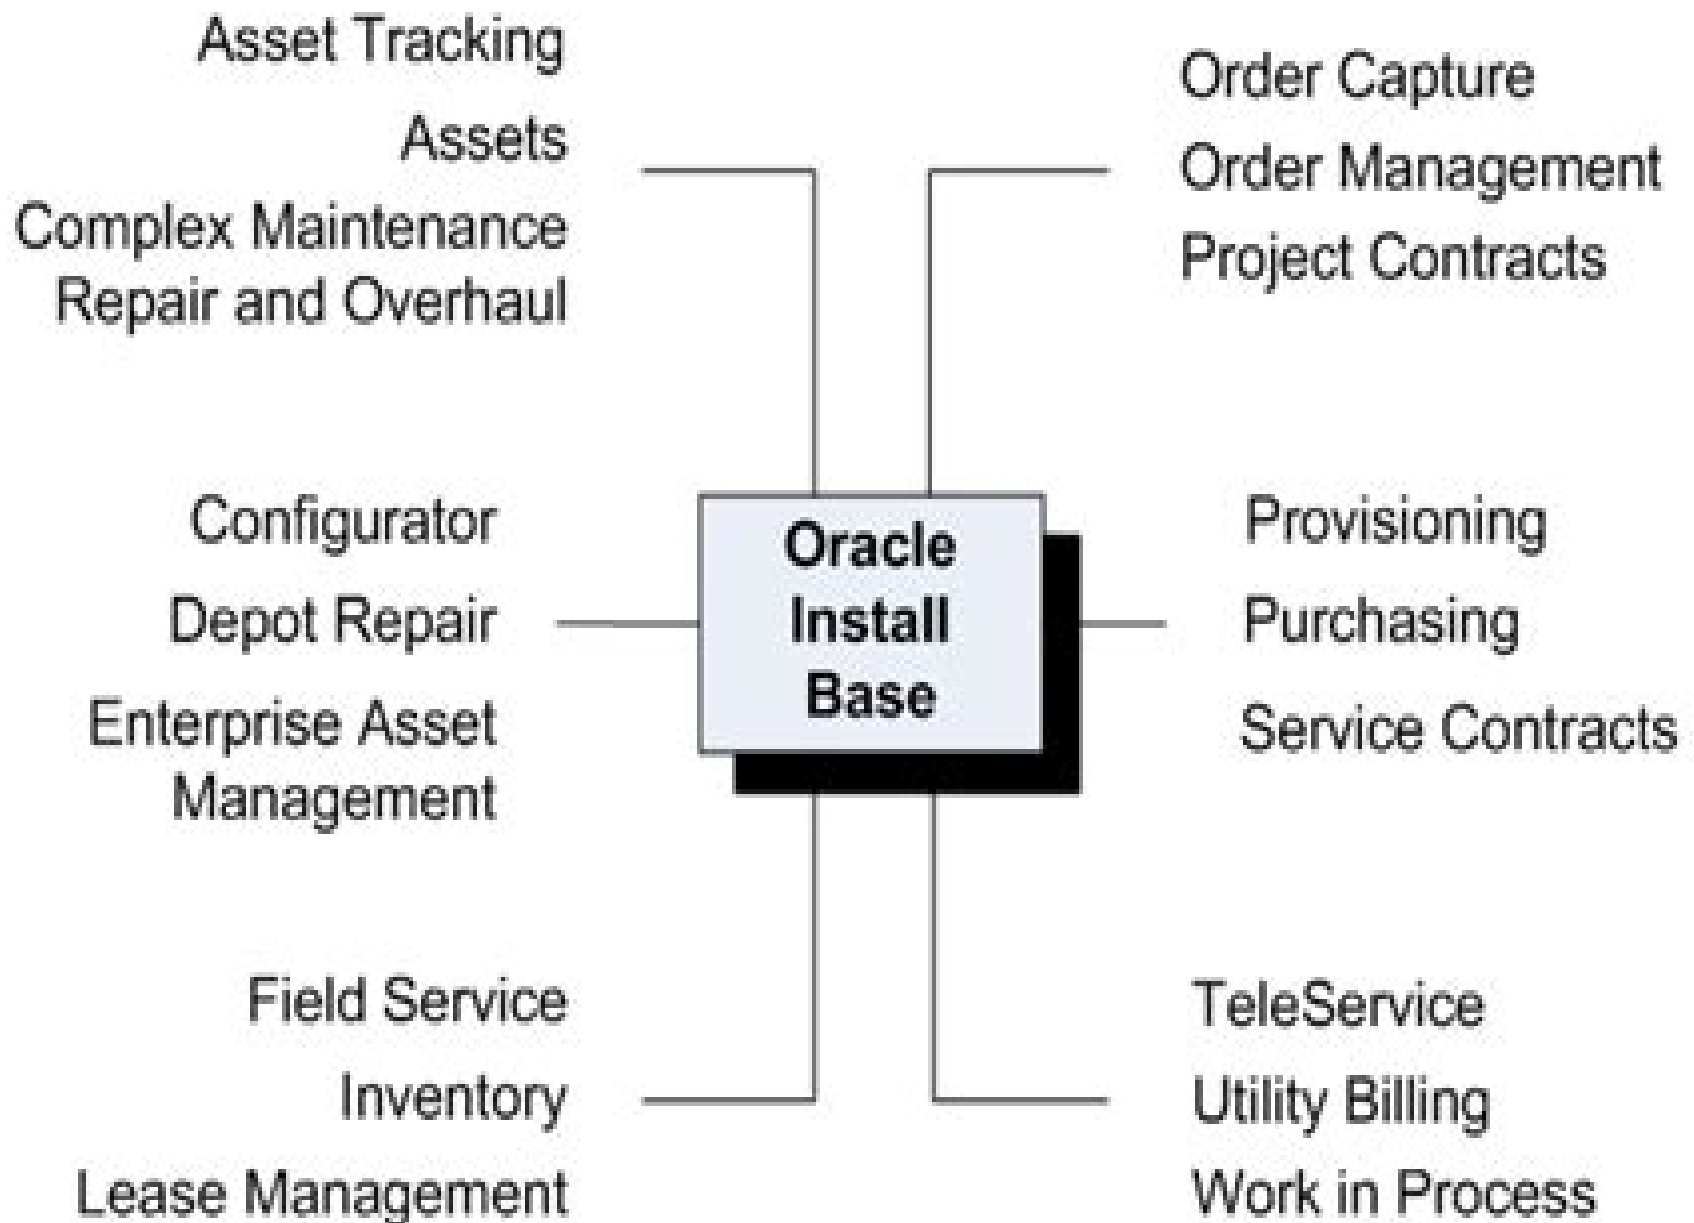 Asset Tracking
Assets
Complex Maintenance
Repair and Overhaul
Order Capture
Order Management
Project Contracts
Configurator
Depot Repair
Enterprise Asset
Management
Oracle
Install
Base
Provisioning
Purchasing
Service Contracts
Field Service
Inventory
Lease Management
TeleService
Utility Billing
Work in Process